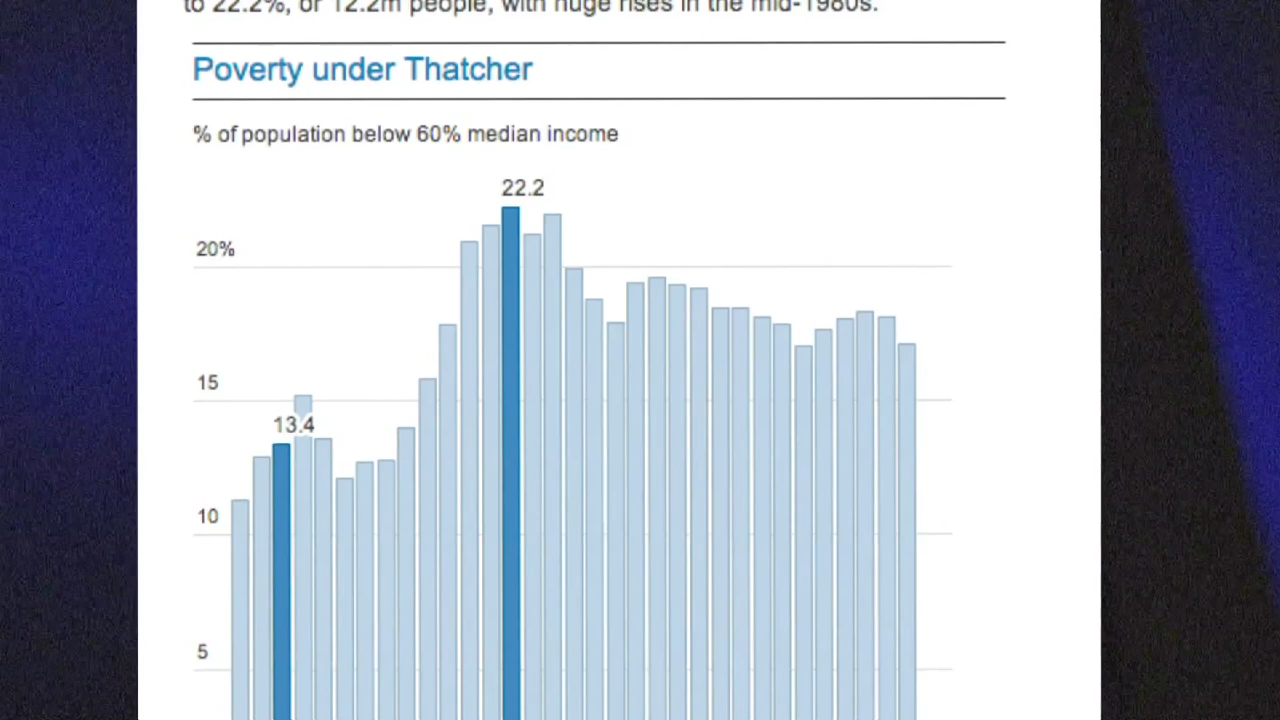 to 22.2%, or 12.2m people, with huge rises in the mid-1980s.
Poverty under Thatcher
% of population below 60% median income
22.2
20%
15
13.4
10
5